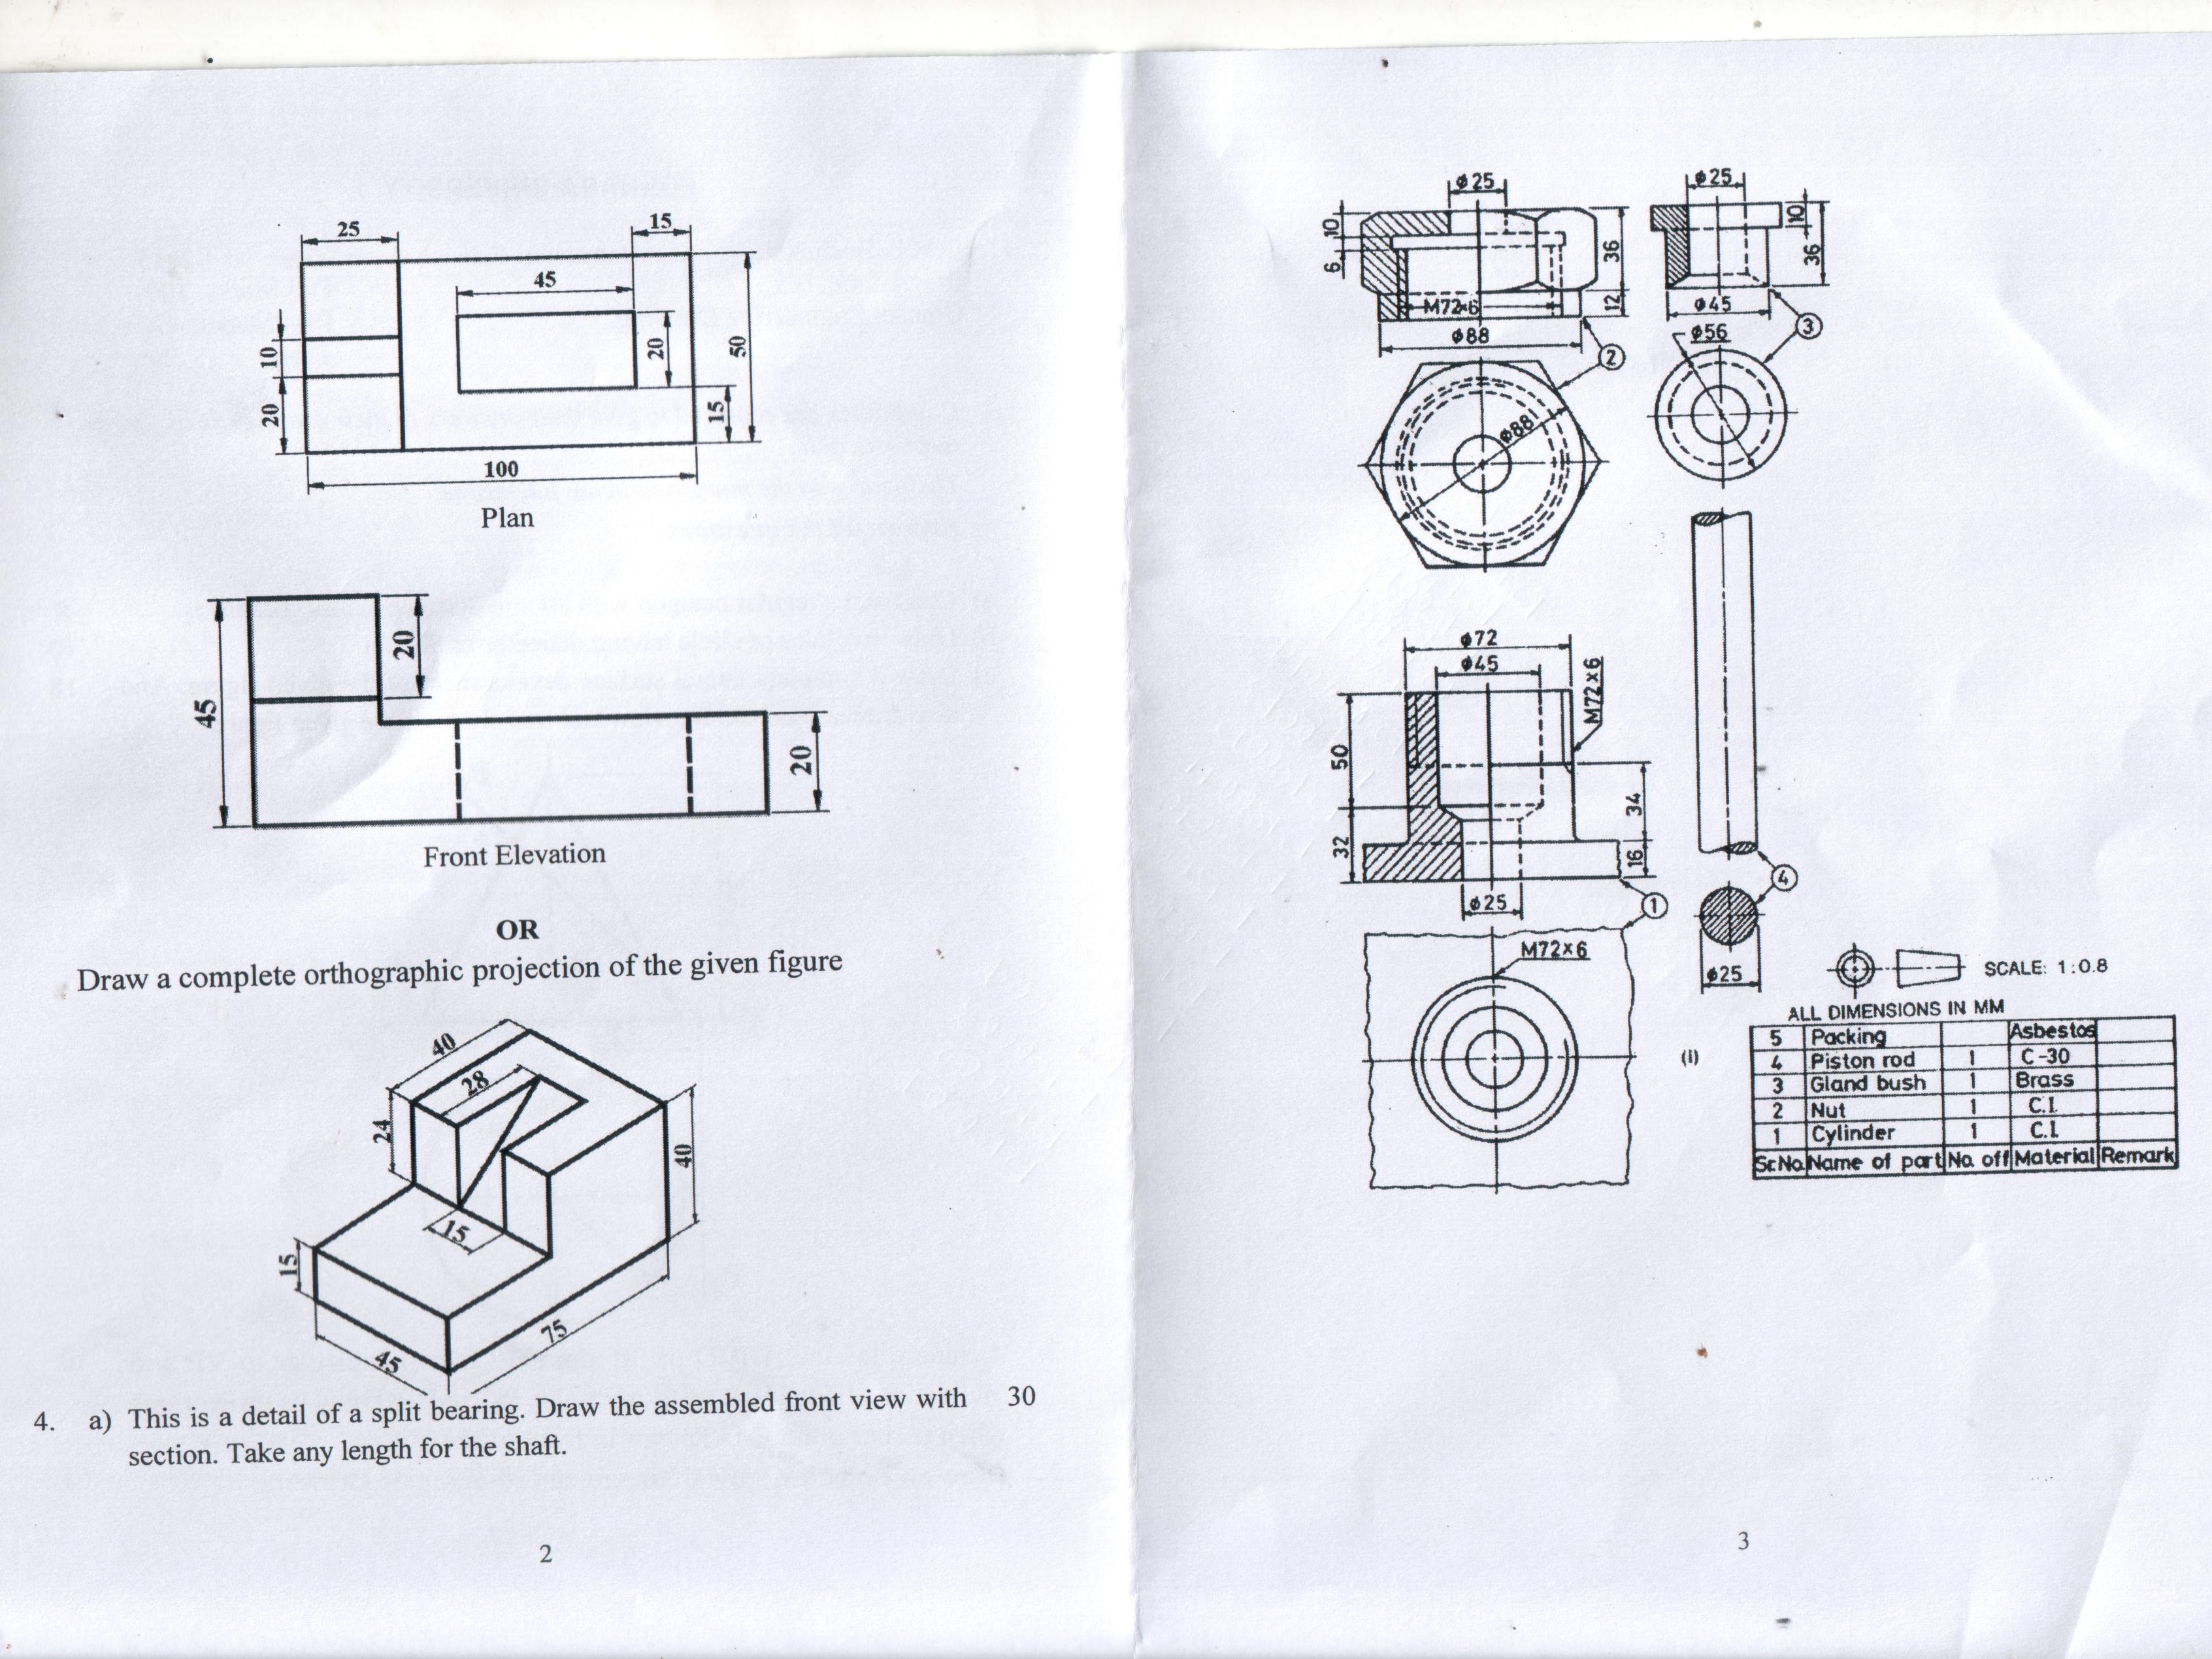 25
15
45
10
20
20
50
15
100
Plan
45
20
20
Front Elevation
OR
Draw a complete orthographic projection of the given figure
40
28
24
40
15
15
45
75
4. a) This is a detail of a split bearing. Draw the assembled front view with 30
section. Take any length for the shaft.
2
ϕ25
10
6
36
12
M72×6
ϕ88
2
ϕ88
ϕ25
10
36
ϕ45
3
ϕ56
ϕ72
ϕ45
M72×6
50
32
34
16
ϕ25
1
M72×6
4
ϕ25
SCALE: 1:0.8
ALL DIMENSIONS IN MM
(i)
5 Packing Asbestos
4 Piston rod 1 C-30
3 Gland bush 1 Brass
2 Nut 1 C.I.
1 Cylinder 1 C.I.
Sr.No. Name of part No. off Material Remark
3